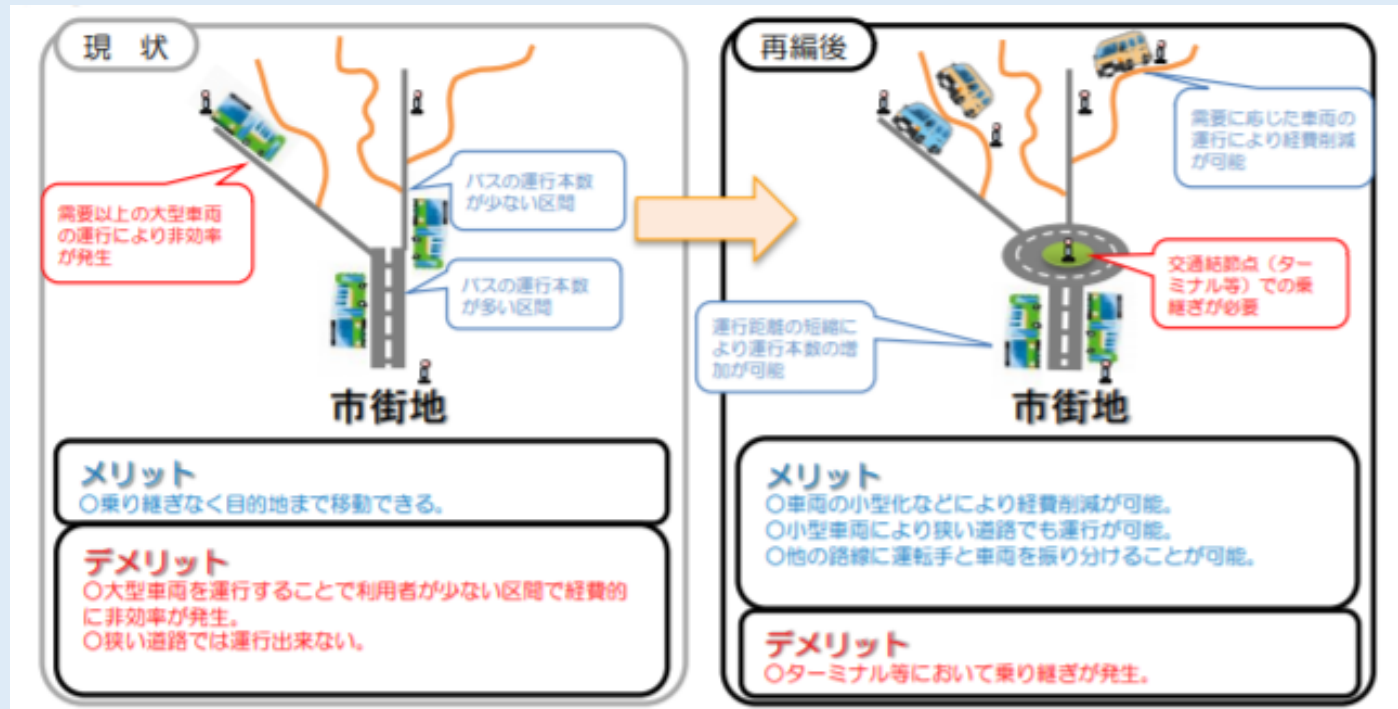 現 状
需要以上の大型車両
の運行により非効率
が発生
バスの運行本数
が少ない区間
バスの運行本数
が多い区間
市街地
メリット
〇乗り継ぎなく目的地まで移動できる。
デメリット
〇大型車両を運行することで利用者が少ない区間で経費的
に非効率が発生。
〇狭い道路では運行出来ない。
再編後
需要に応じた車両の
運行により経費削減
が可能
交通結節点（ター
ミナル等）での乗
継ぎが必要
運行距離の短縮に
より運行本数の増
加が可能
市街地
メリット
〇車両の小型化などにより経費削減が可能。
〇小型車両により狭い道路でも運行が可能。
〇他の路線に運転手と車両を振り分けることが可能。
デメリット
〇ターミナル等において乗り継ぎが発生。